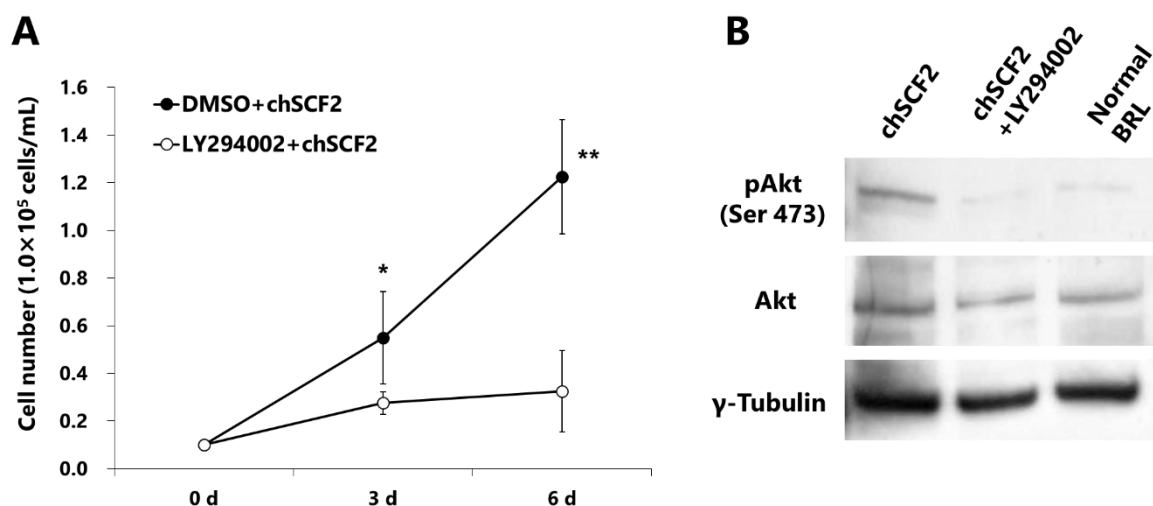 A
Cell number (1.0×10⁵ cells/mL)
1.6
1.4
1.2
1.0
0.8
0.6
0.4
0.2
0.0
DMSO+chSCF2
LY294002+chSCF2
*
**
0 d
3 d
6 d
B
chSCF2
chSCF2
+LY294002
Normal
BRL
pAkt
(Ser 473)
Akt
γ-Tubulin